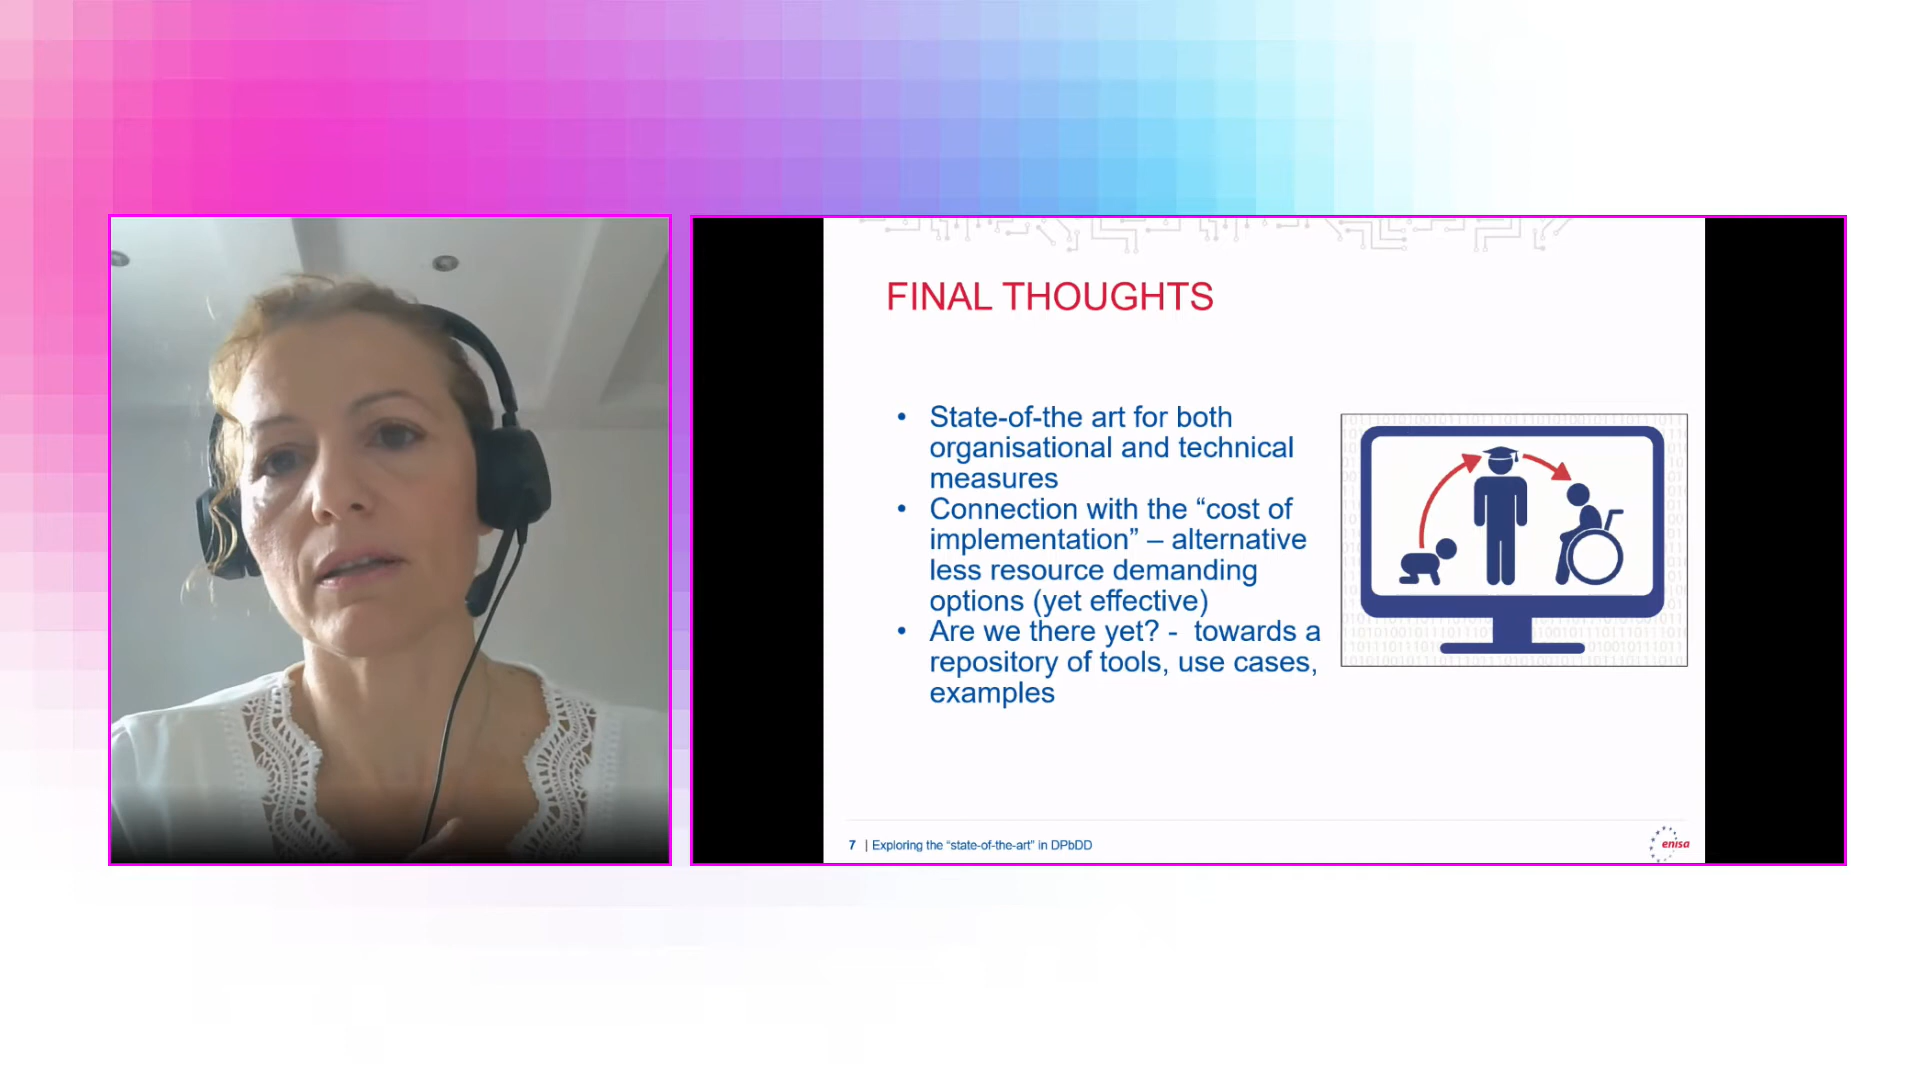 FINAL THOUGHTS
• State-of-the art for both
organisational and technical
measures
• Connection with the “cost of
implementation” – alternative
less resource demanding
options (yet effective)
• Are we there yet? - towards a
repository of tools, use cases,
examples
7 | Exploring the “state-of-the-art” in DPbDD
enisa